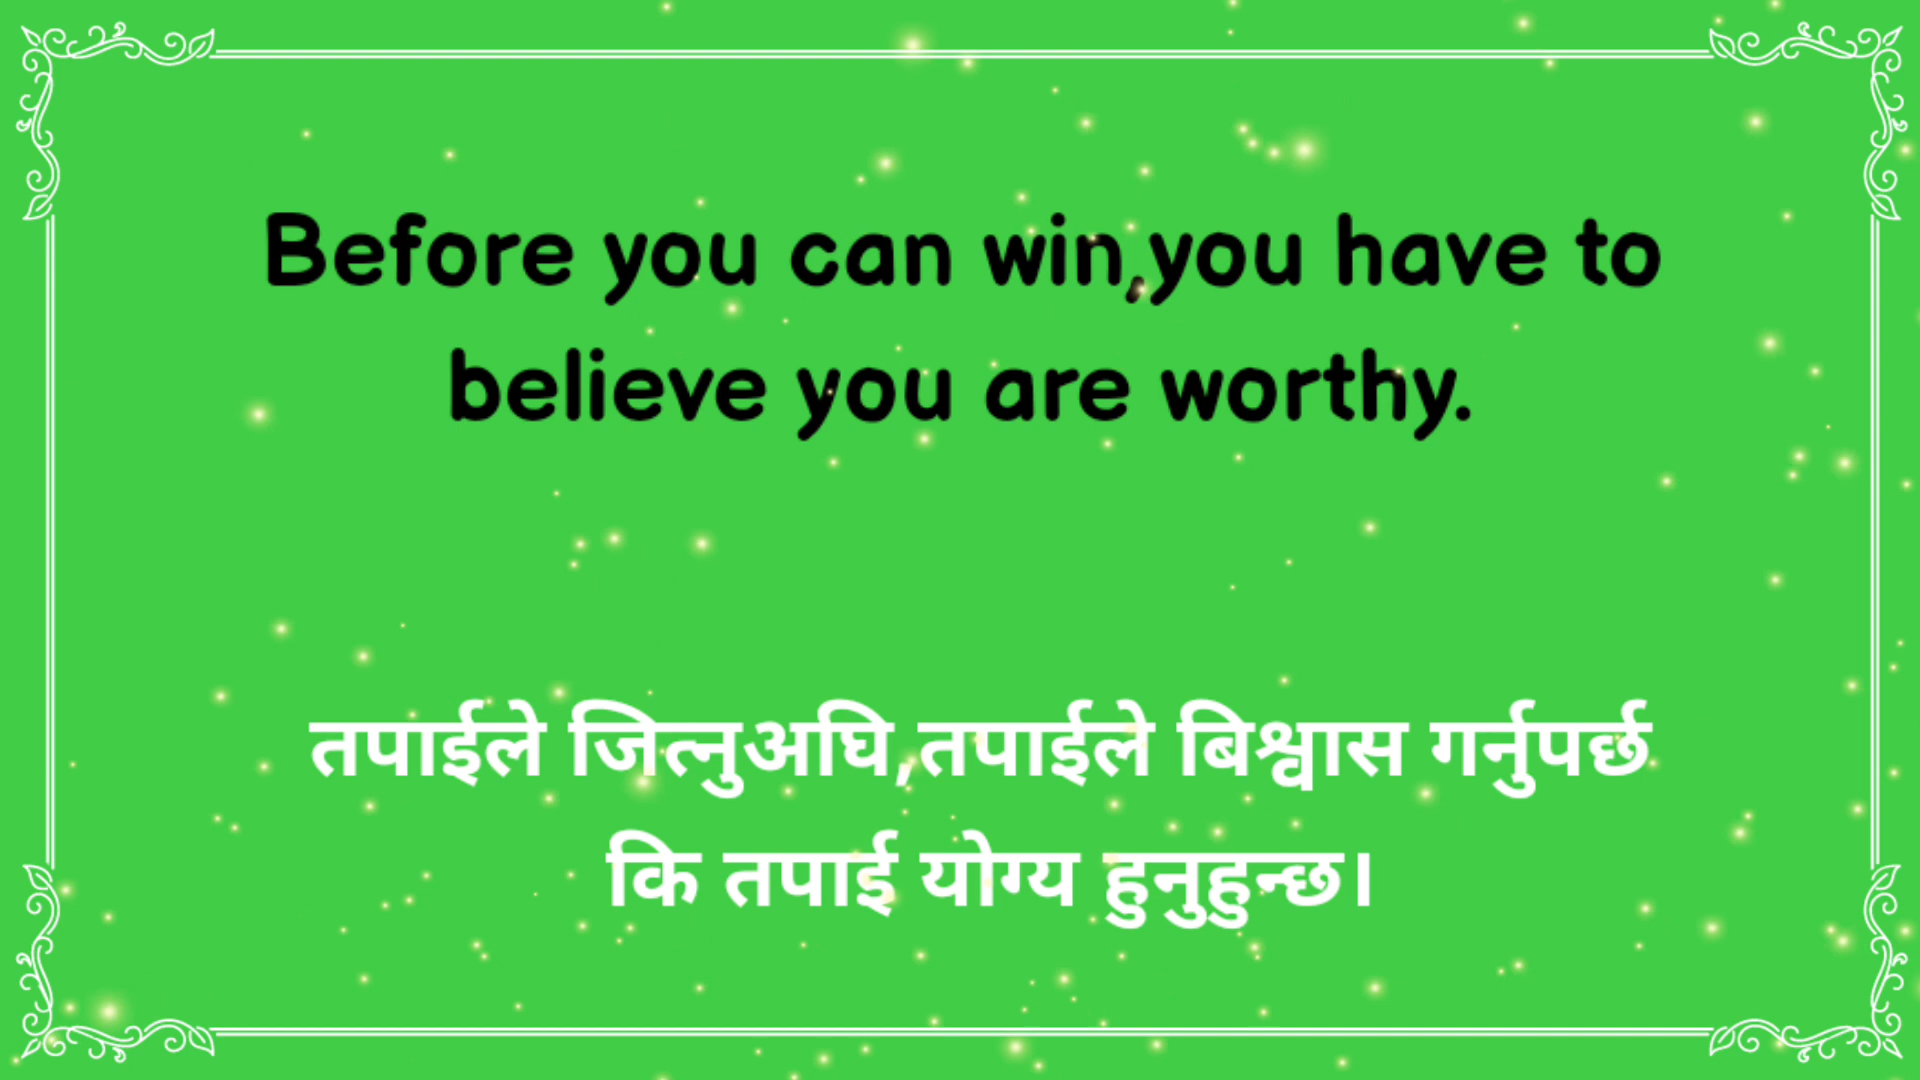 Before you can win,you have to
believe you are worthy.
तपाईले जित्नुअघि,तपाईले बिश्वास गर्नुपर्छ
कि तपाई योग्य हुनुहुन्छ।